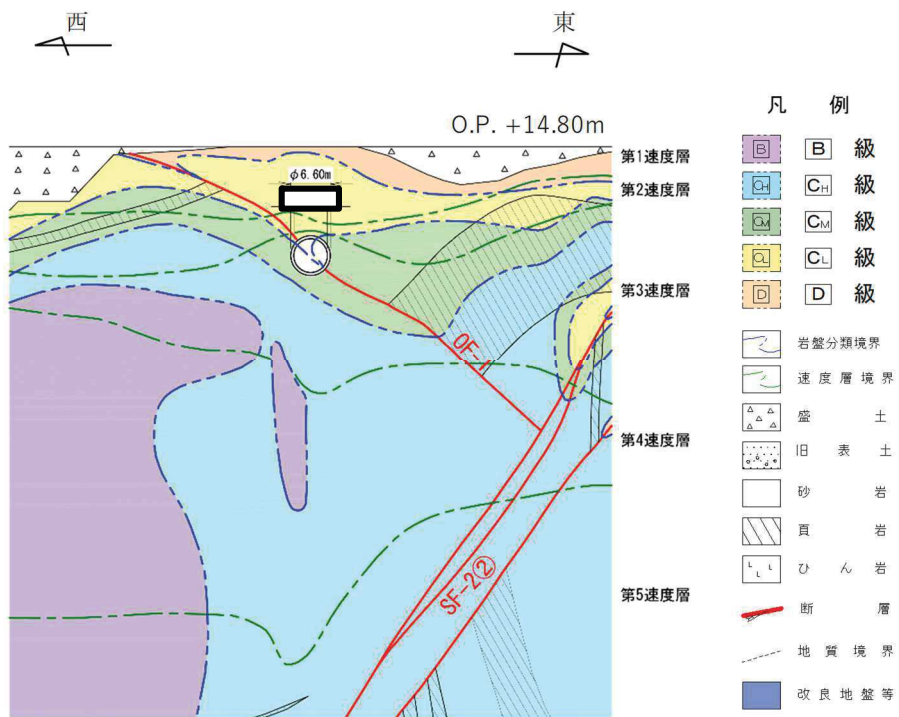 西
東
O.P. +14.80m
φ6.60m
第1速度層
第2速度層
第3速度層
第4速度層
第5速度層
OF-1
SF-2②
凡 例
B B 級
CH CH 級
CM CM 級
CL CL 級
D D 級
岩盤分類境界
速度層境界
盛 土
旧 表 土
砂 岩
頁 岩
ひ ん 岩
断 層
地 質 境 界
改 良 地 盤 等